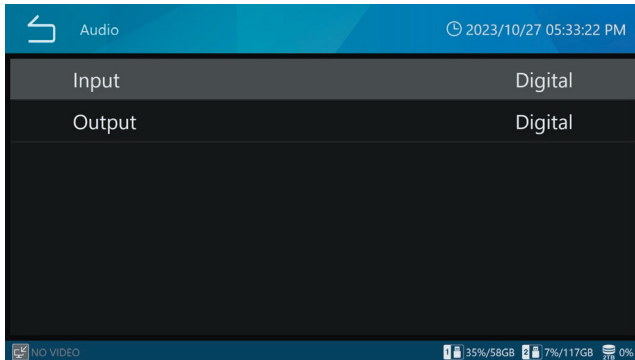 Audio 2023/10/27 05:33:22 PM
Input Digital
Output Digital
NO VIDEO 1 35%/58GB 2 7%/117GB 2TB 0%